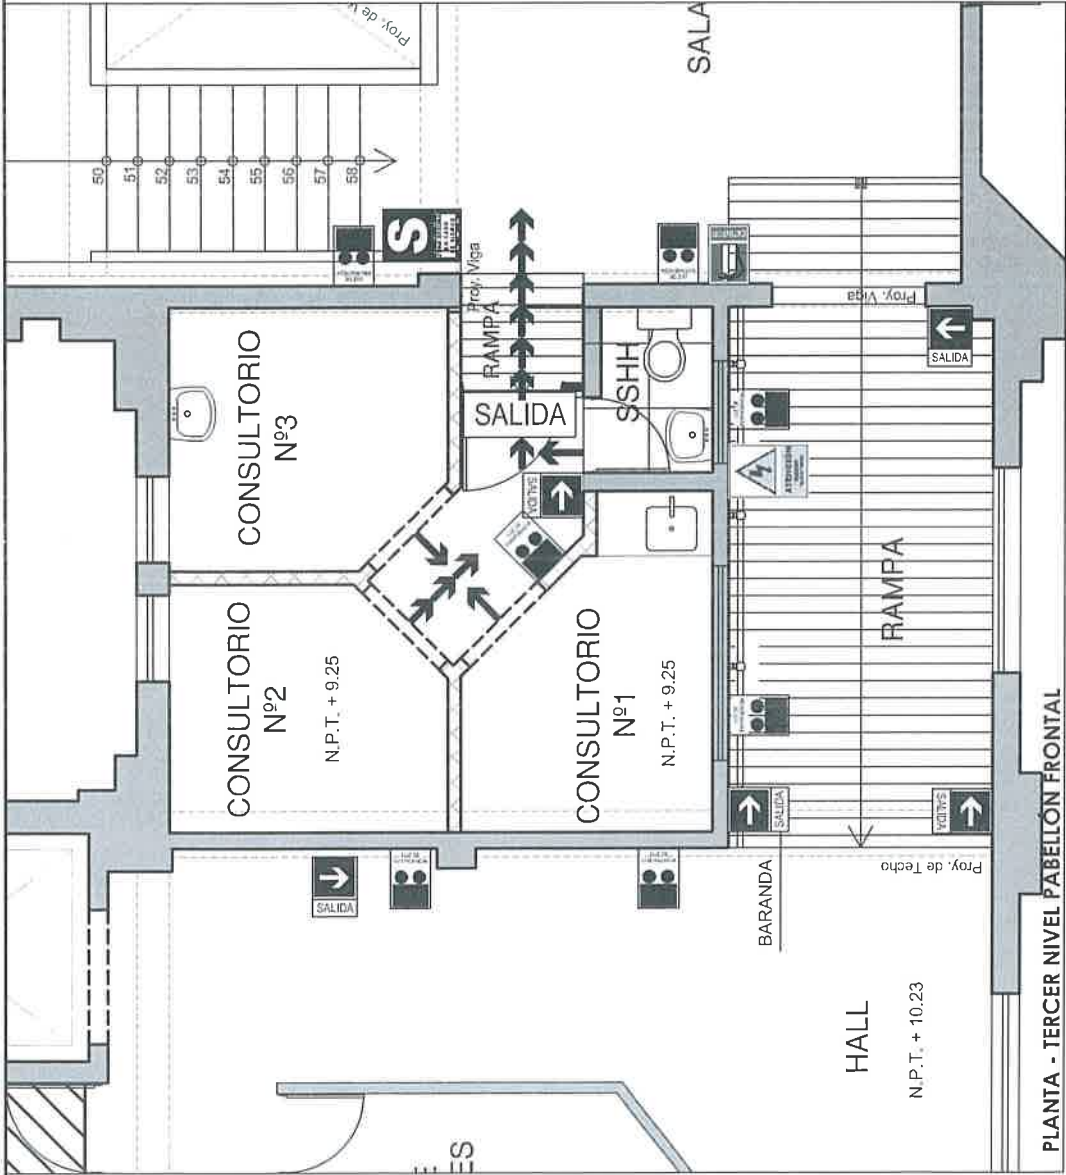 Proy. de V
SALA
50
51
52
53
54
55
56
57
58
S
Proy. Viga
RAMPA
SALIDA
SSHH
Proy. Viga
SALIDA
CONSULTORIO
Nº3
SALIDA
ATENCIÓN
CONSULTORIO
Nº2
N.P.T. + 9.25
CONSULTORIO
Nº1
N.P.T. + 9.25
RAMPA
SALIDA
SALIDA
SALIDA
BARANDA
Proy. de Techo
HALL
N.P.T. + 10.23
ES
PLANTA - TERCER NIVEL PABELLÓN FRONTAL